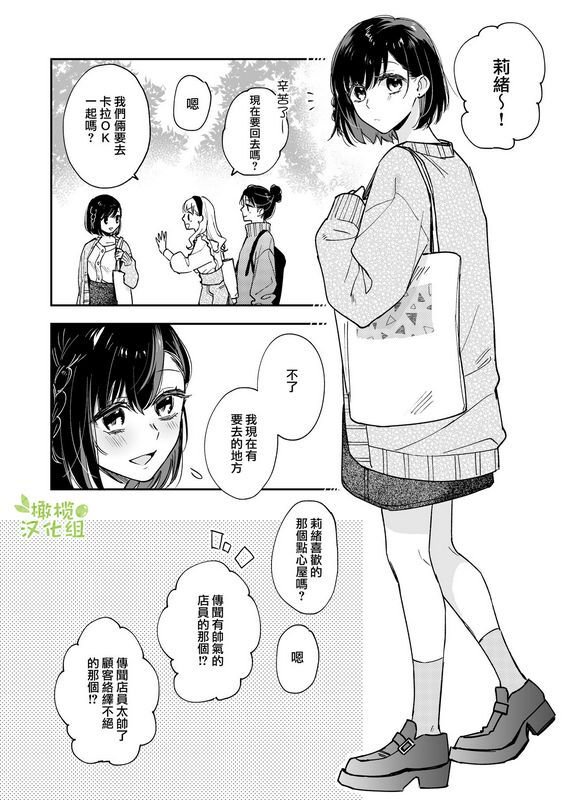 莉緒～！
辛苦了—
現在要回去嗎？
嗯
我們倆要去
卡拉OK
一起嗎？
不了
我現在有
要去的地方
莉緒喜歡的
那個點心屋嗎？
嗯
傳聞有帥氣的
店員的那個!?
傳聞店員太帥了
顧客絡繹不絕
的那個!?
橄榄
汉化组